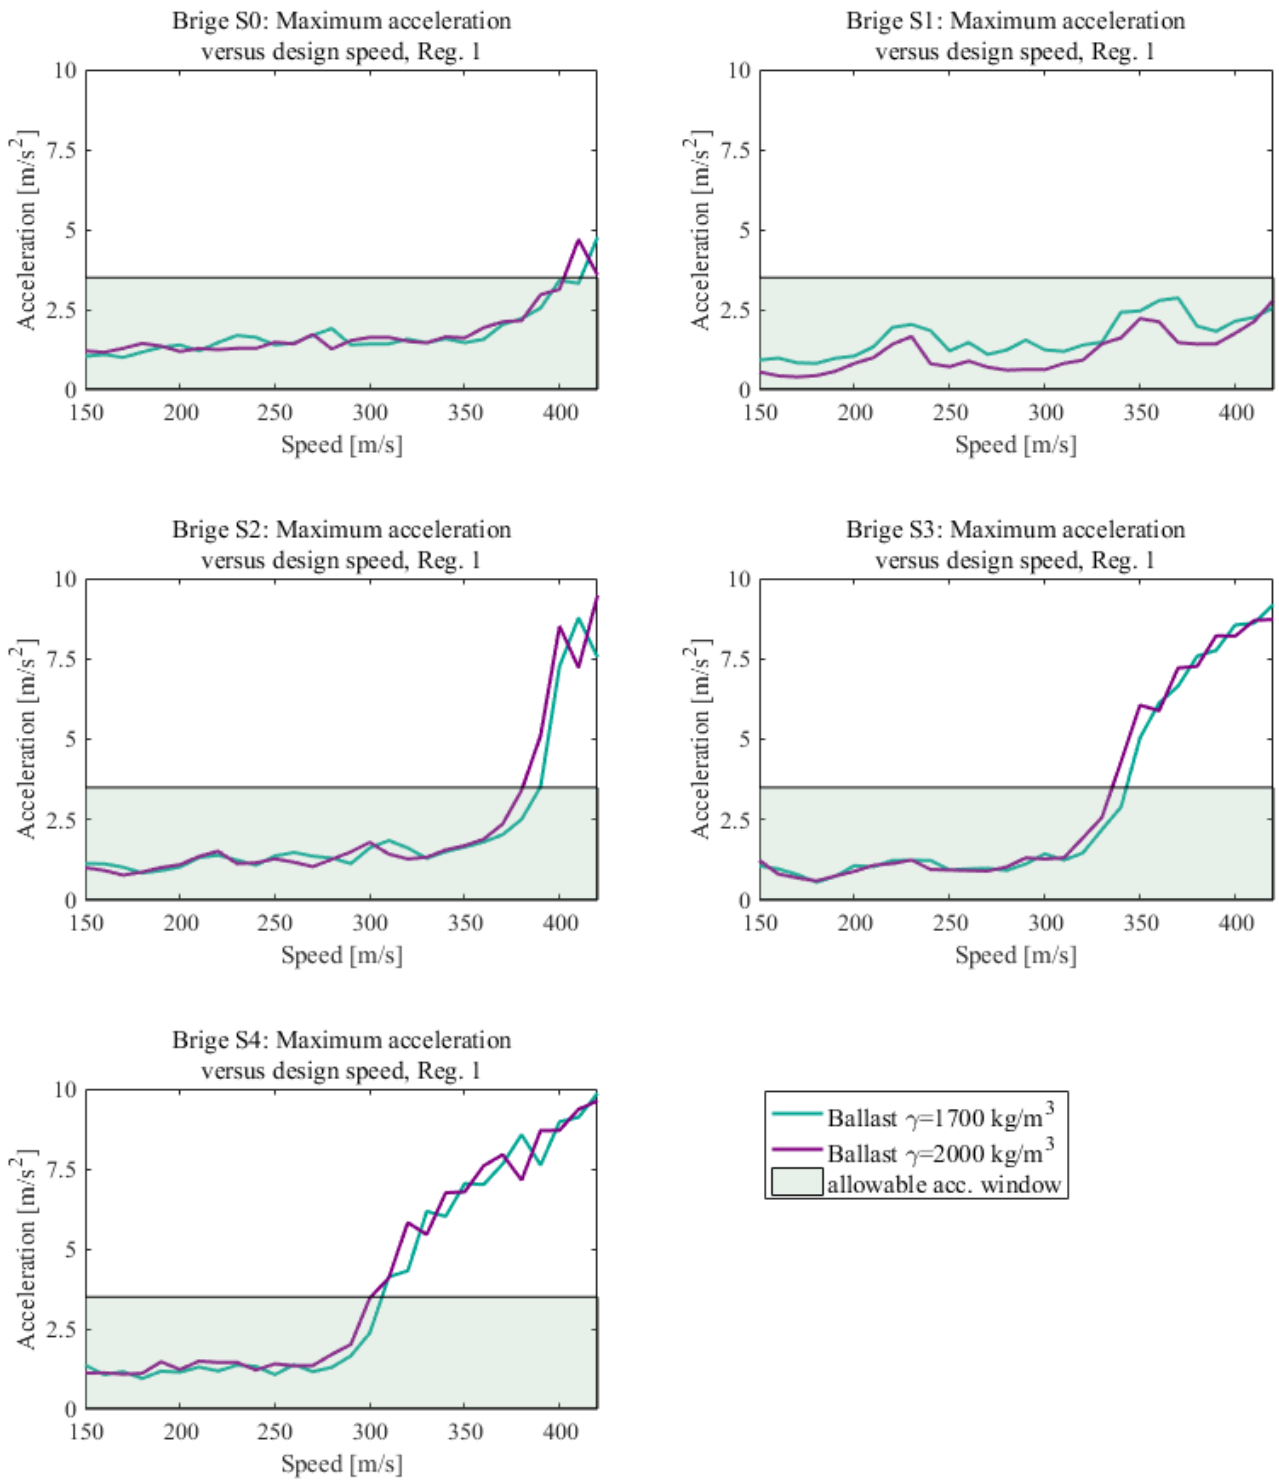 Brige S0: Maximum acceleration
versus design speed, Reg. 1
10
7.5
5
2.5
0
Acceleration [m/s²]
150 200 250 300 350 400
Speed [m/s]
Brige S1: Maximum acceleration
versus design speed, Reg. 1
10
7.5
5
2.5
0
Acceleration [m/s²]
150 200 250 300 350 400
Speed [m/s]
Brige S2: Maximum acceleration
versus design speed, Reg. 1
10
7.5
5
2.5
0
Acceleration [m/s²]
150 200 250 300 350 400
Speed [m/s]
Brige S3: Maximum acceleration
versus design speed, Reg. 1
10
7.5
5
2.5
0
Acceleration [m/s²]
150 200 250 300 350 400
Speed [m/s]
Brige S4: Maximum acceleration
versus design speed, Reg. 1
10
7.5
5
2.5
0
Acceleration [m/s²]
150 200 250 300 350 400
Speed [m/s]
Ballast γ=1700 kg/m³
Ballast γ=2000 kg/m³
allowable acc. window